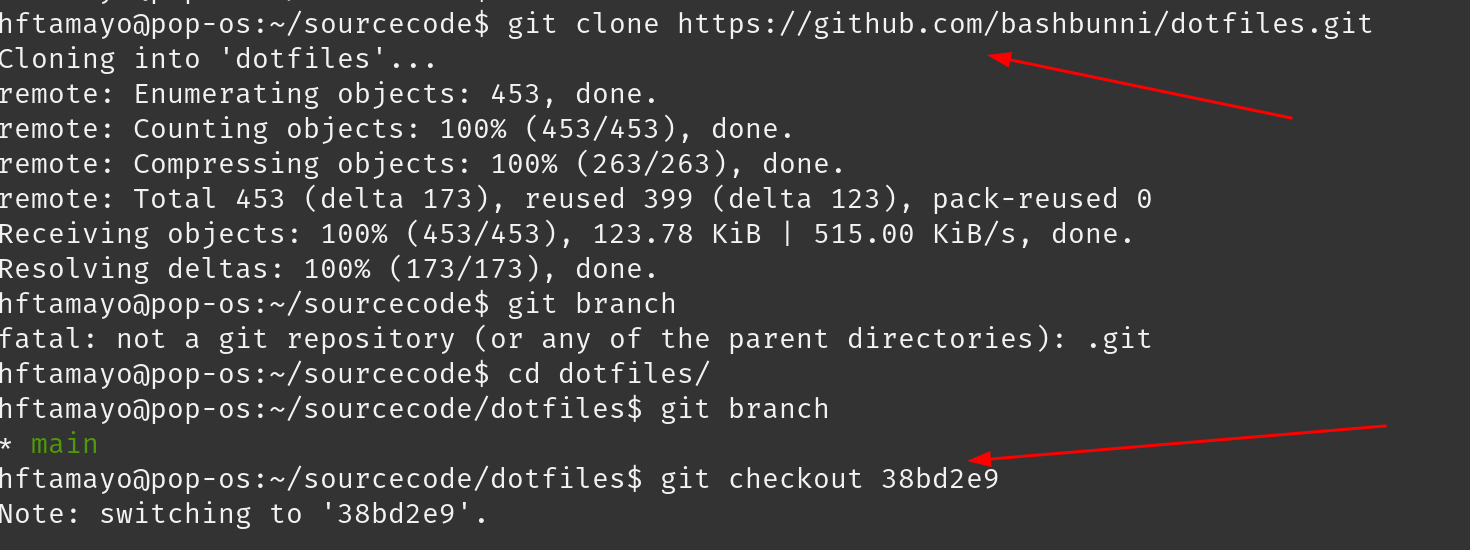 hftamayo@pop-os:~/sourcecode$ git clone https://github.com/bashbunni/dotfiles.git
Cloning into 'dotfiles'...
remote: Enumerating objects: 453, done.
remote: Counting objects: 100% (453/453), done.
remote: Compressing objects: 100% (263/263), done.
remote: Total 453 (delta 173), reused 399 (delta 123), pack-reused 0
Receiving objects: 100% (453/453), 123.78 KiB | 515.00 KiB/s, done.
Resolving deltas: 100% (173/173), done.
hftamayo@pop-os:~/sourcecode$ git branch
fatal: not a git repository (or any of the parent directories): .git
hftamayo@pop-os:~/sourcecode$ cd dotfiles/
hftamayo@pop-os:~/sourcecode/dotfiles$ git branch
* main
hftamayo@pop-os:~/sourcecode/dotfiles$ git checkout 38bd2e9
Note: switching to '38bd2e9'.